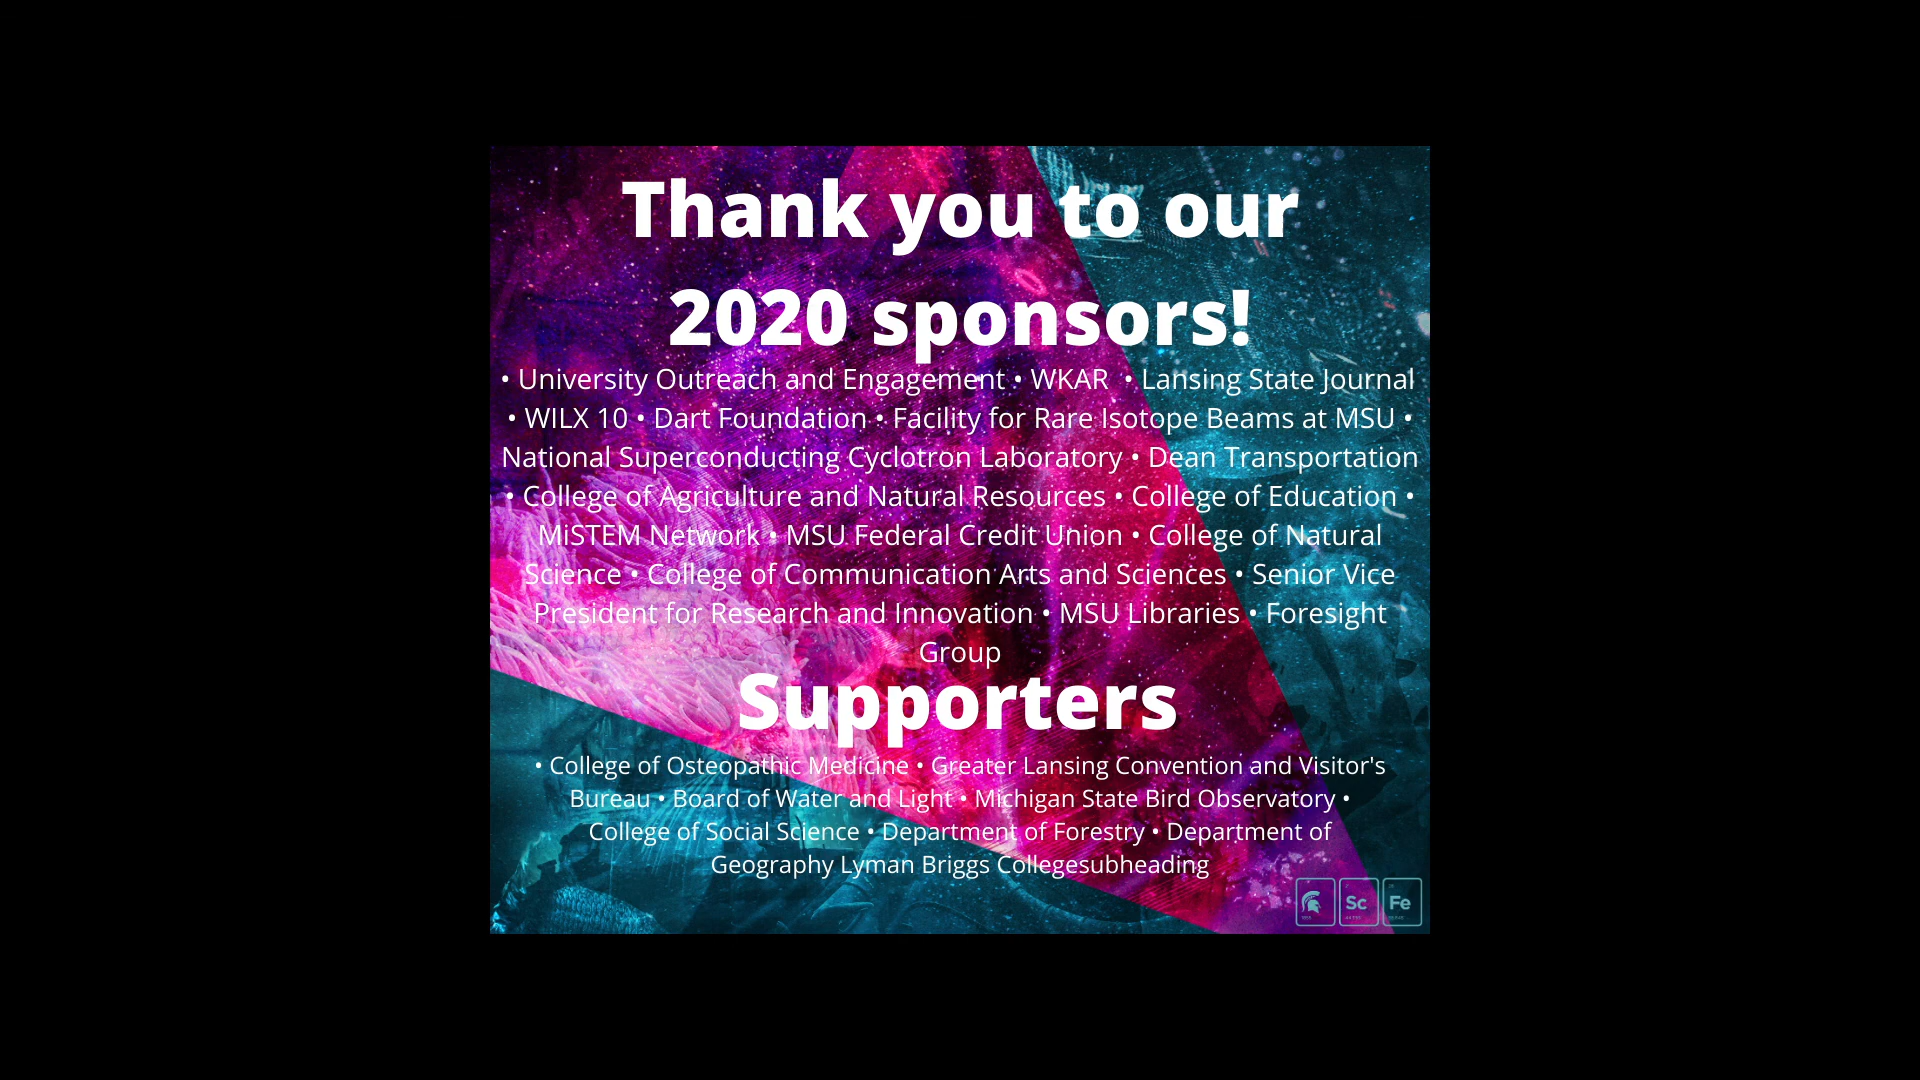 Thank you to our
2020 sponsors!
• University Outreach and Engagement • WKAR • Lansing State Journal
• WILX 10 • Dart Foundation • Facility for Rare Isotope Beams at MSU •
National Superconducting Cyclotron Laboratory • Dean Transportation
• College of Agriculture and Natural Resources • College of Education •
MiSTEM Network • MSU Federal Credit Union • College of Natural
Science • College of Communication Arts and Sciences • Senior Vice
President for Research and Innovation • MSU Libraries • Foresight
Group
Supporters
• College of Osteopathic Medicine • Greater Lansing Convention and Visitor's
Bureau • Board of Water and Light • Michigan State Bird Observatory •
College of Social Science • Department of Forestry • Department of
Geography Lyman Briggs Collegesubheading
Sc Fe